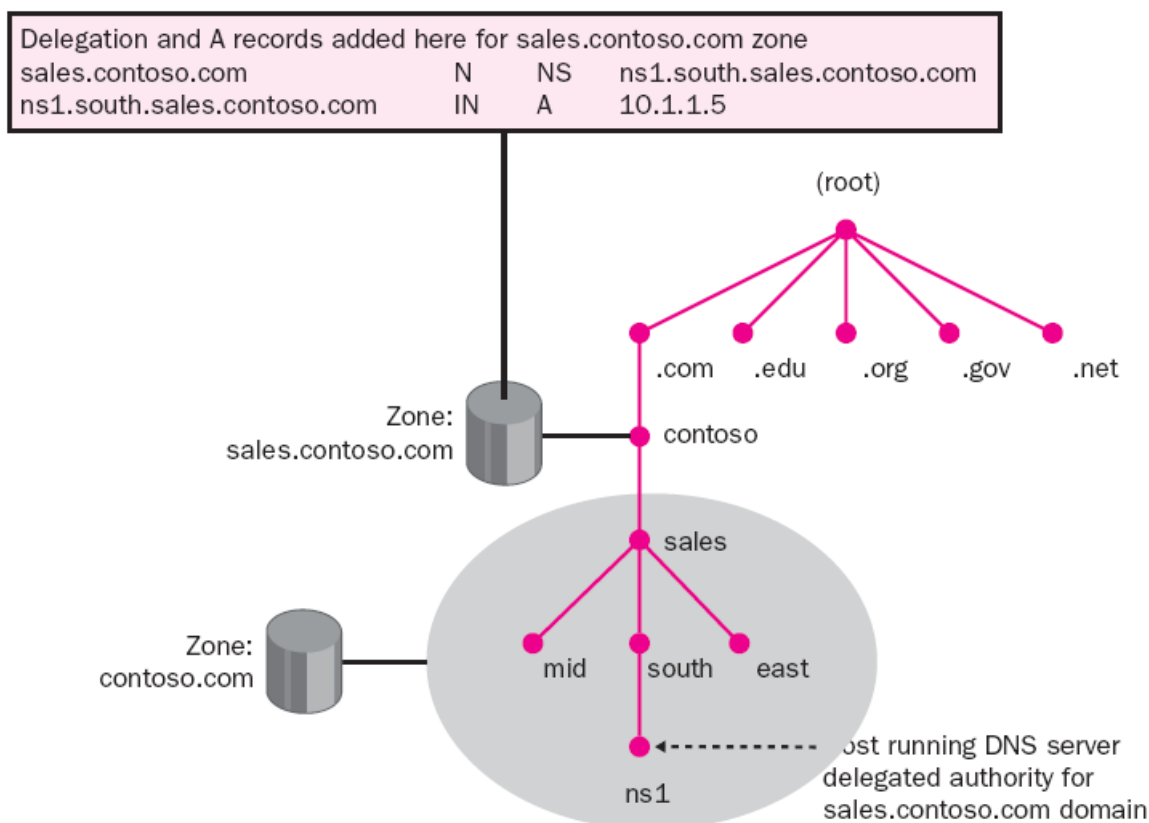 Delegation and A records added here for sales.contoso.com zone
sales.contoso.com N NS ns1.south.sales.contoso.com
ns1.south.sales.contoso.com IN A 10.1.1.5
(root)
.com .edu .org .gov .net
Zone:
sales.contoso.com
contoso
sales
Zone:
contoso.com
mid south east
ns1
ost running DNS server
delegated authority for
sales.contoso.com domain